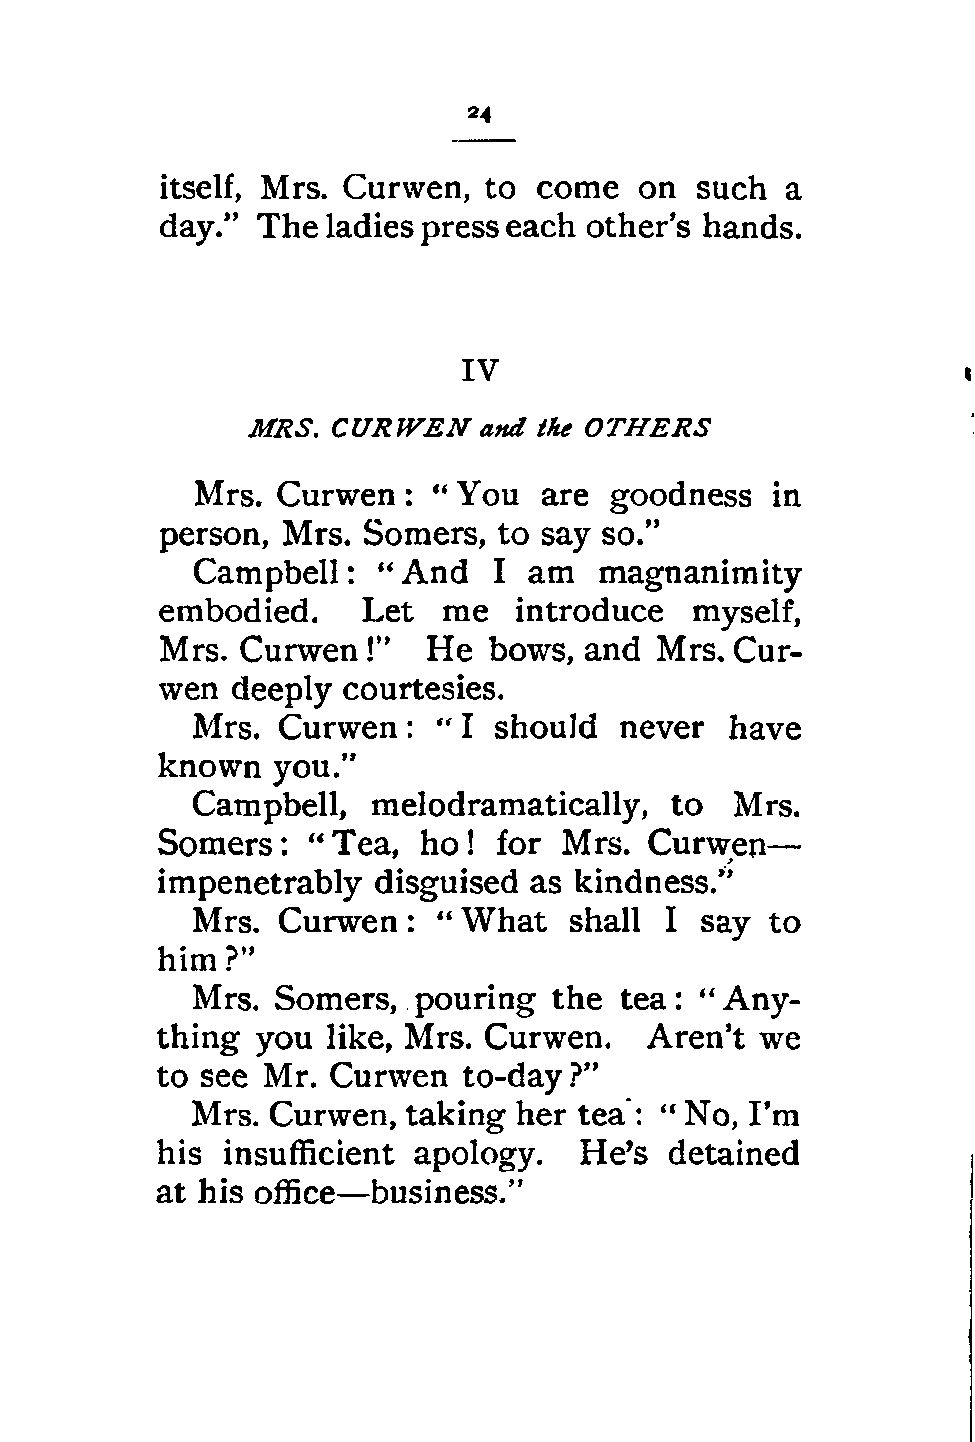 24
itself, Mrs. Curwen, to come on such a
day." The ladies press each other's hands.
IV
MRS. CURWEN and the OTHERS
Mrs. Curwen: "You are goodness in
person, Mrs. Somers, to say so."
Campbell: "And I am magnanimity
embodied. Let me introduce myself,
Mrs. Curwen!" He bows, and Mrs. Cur-
wen deeply courtesies.
Mrs. Curwen: "I should never have
known you."
Campbell, melodramatically, to Mrs.
Somers: "Tea, ho! for Mrs. Curwen—
impenetrably disguised as kindness."
Mrs. Curwen: "What shall I say to
him?"
Mrs. Somers, pouring the tea: "Any-
thing you like, Mrs. Curwen. Aren't we
to see Mr. Curwen to-day?"
Mrs. Curwen, taking her tea: "No, I'm
his insufficient apology. He's detained
at his office—business."